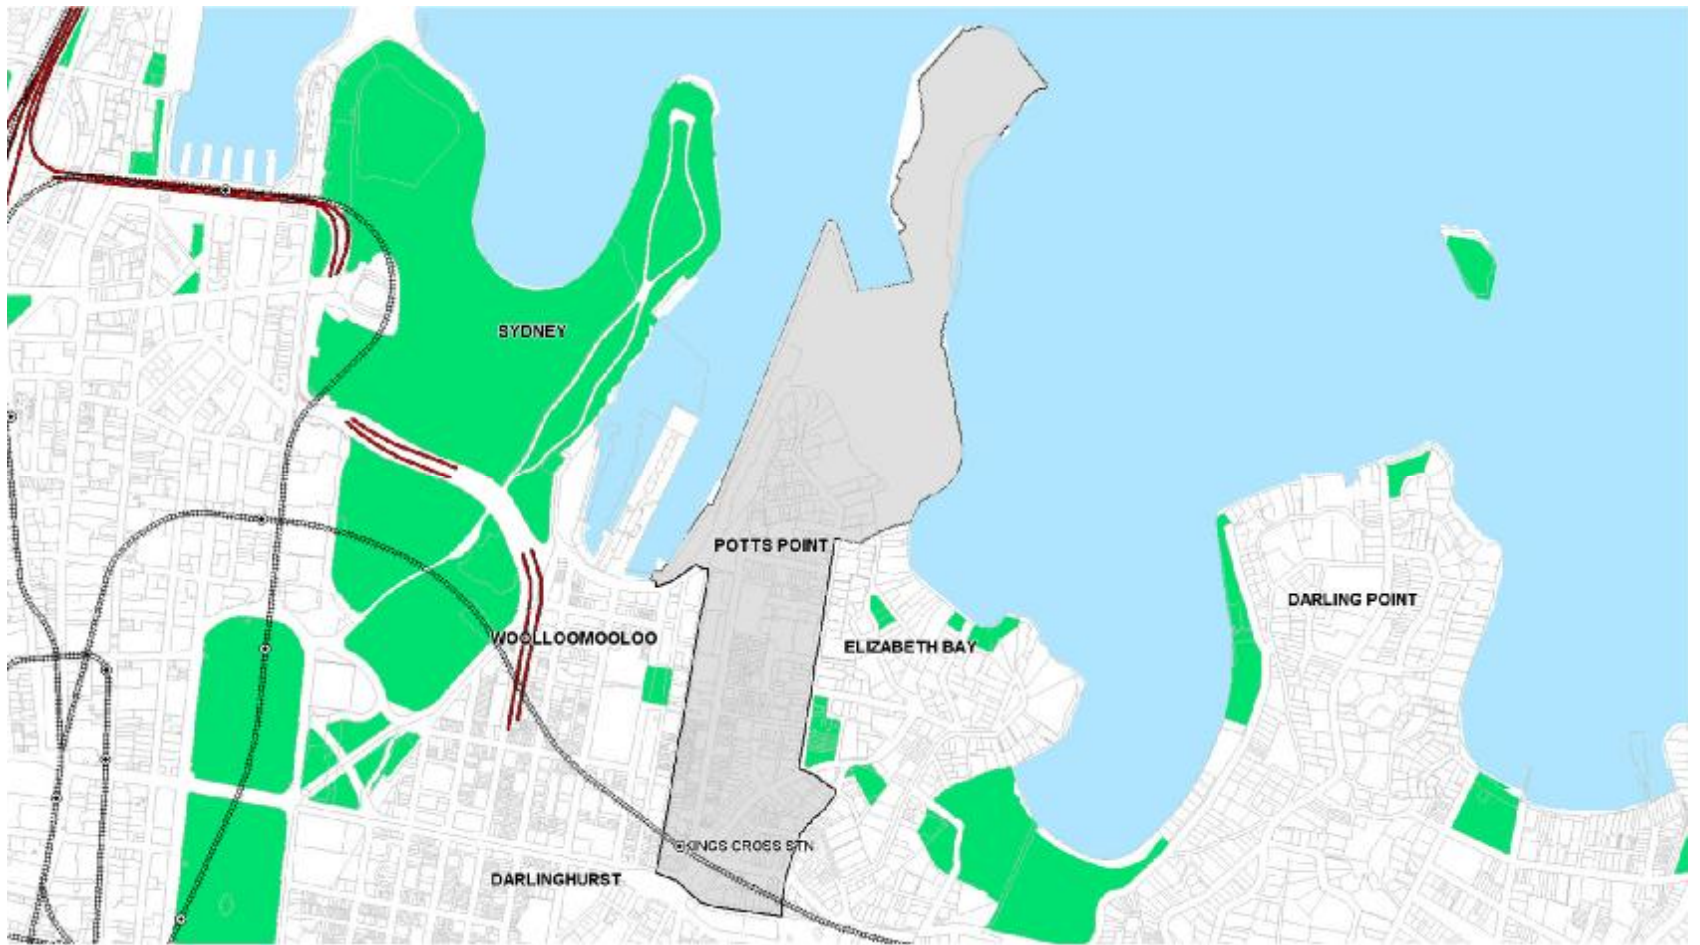 SYDNEY
POTTS POINT
DARLING POINT
WOOLLOOMOOLOO
ELIZABETH BAY
KINGS CROSS STN
DARLINGHURST